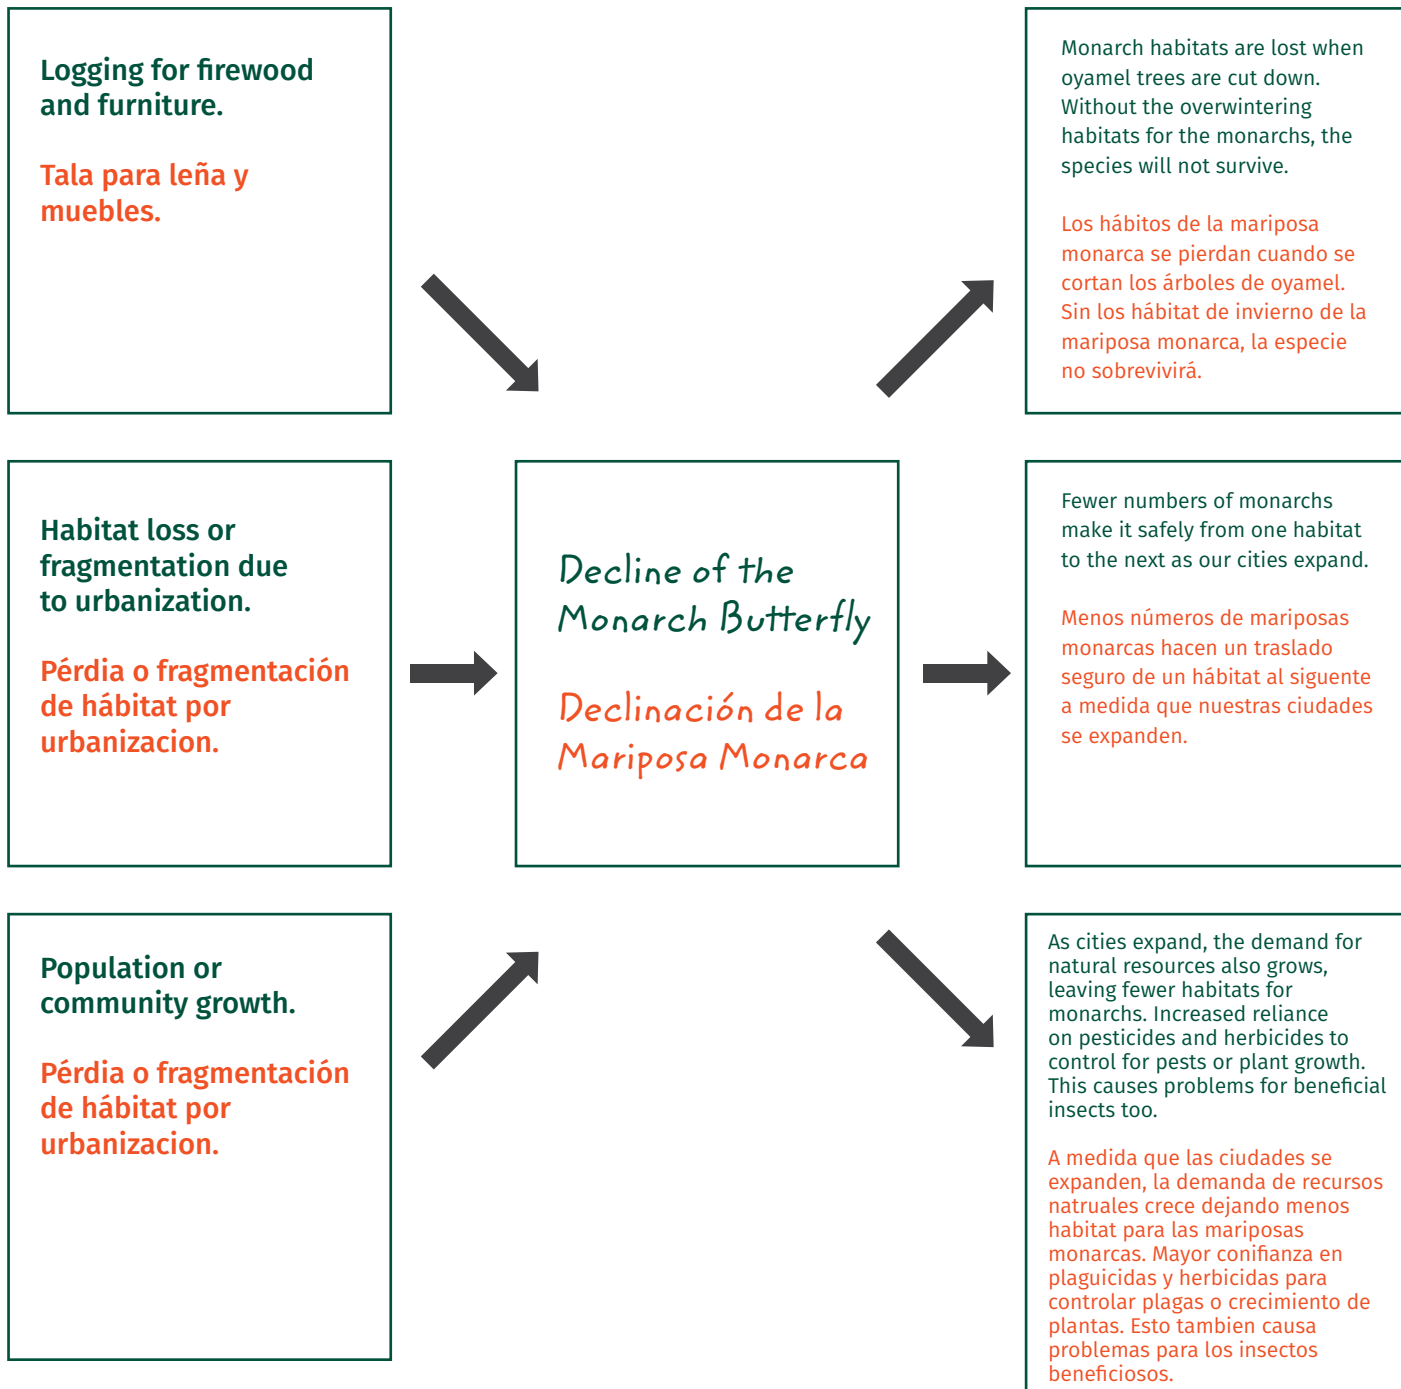 Logging for firewood
and furniture.
Tala para leña y
muebles.
Monarch habitats are lost when
oyamel trees are cut down.
Without the overwintering
habitats for the monarchs, the
species will not survive.
Los hábitos de la mariposa
monarca se pierdan cuando se
cortan los árboles de oyamel.
Sin los hábitat de invierno de la
mariposa monarca, la especie
no sobrevivirá.
Habitat loss or
fragmentation due
to urbanization.
Pérdia o fragmentación
de hábitat por
urbanizacion.
Decline of the
Monarch Butterfly
Declinación de la
Mariposa Monarca
Fewer numbers of monarchs
make it safely from one habitat
to the next as our cities expand.
Menos números de mariposas
monarcas hacen un traslado
seguro de un hábitat al siguente
a medida que nuestras ciudades
se expanden.
Population or
community growth.
Pérdia o fragmentación
de hábitat por
urbanizacion.
As cities expand, the demand for
natural resources also grows,
leaving fewer habitats for
monarchs. Increased reliance
on pesticides and herbicides to
control for pests or plant growth.
This causes problems for beneficial
insects too.
A medida que las ciudades se
expanden, la demanda de recursos
natruales crece dejando menos
habitat para las mariposas
monarcas. Mayor conifianza en
plaguicidas y herbicidas para
controlar plagas o crecimiento de
plantas. Esto tambien causa
problemas para los insectos
beneficiosos.